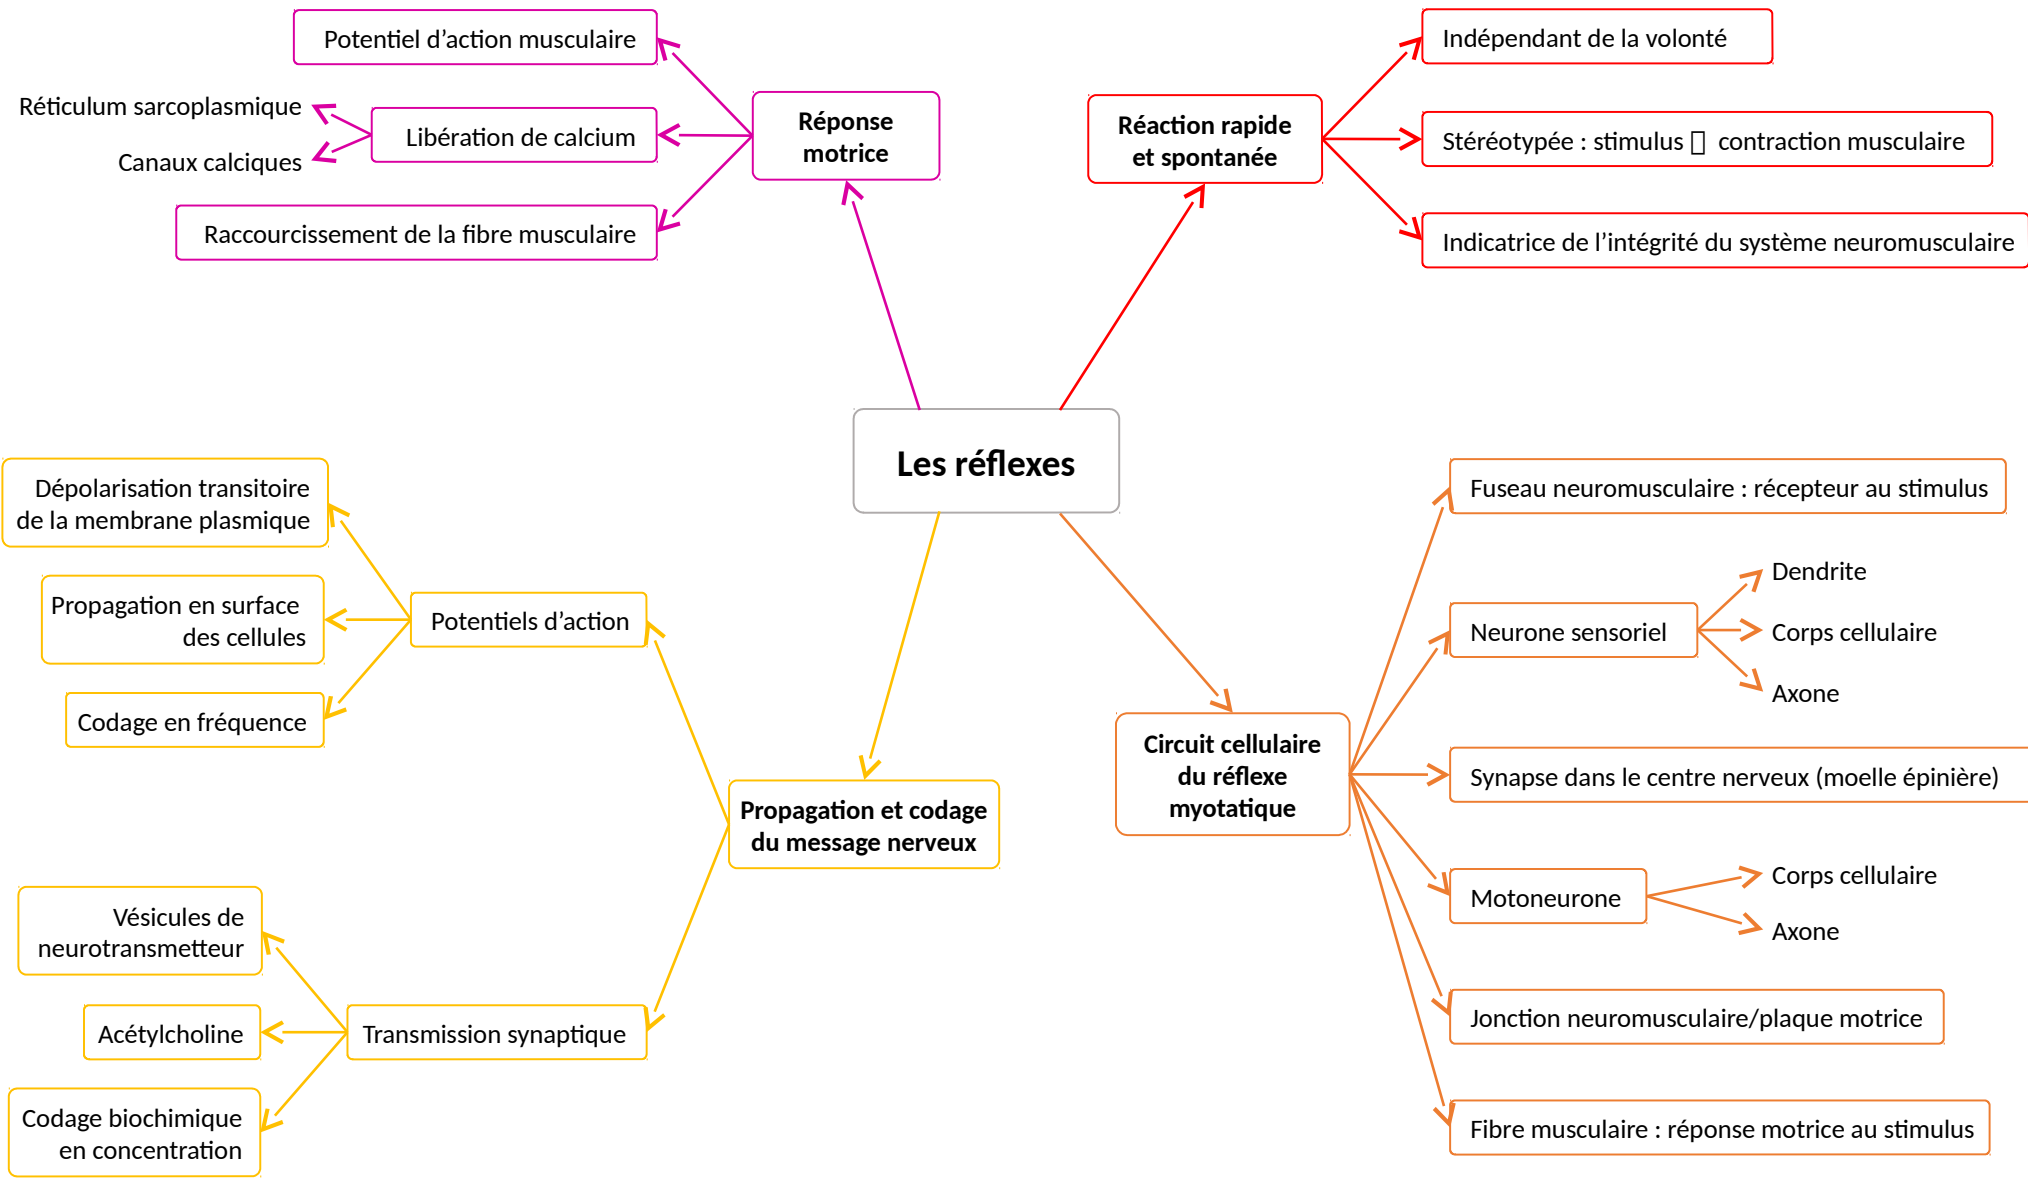 Potentiel d’action musculaire
Réticulum sarcoplasmique
Libération de calcium
Canaux calciques
Raccourcissement de la fibre musculaire
Réponse
motrice
Réaction rapide
et spontanée
Indépendant de la volonté
Stéréotypée : stimulus  contraction musculaire
Indicatrice de l’intégrité du système neuromusculaire
Les réflexes
Dépolarisation transitoire
de la membrane plasmique
Propagation en surface
des cellules
Codage en fréquence
Potentiels d’action
Propagation et codage
du message nerveux
Vésicules de
neurotransmetteur
Acétylcholine
Codage biochimique
en concentration
Transmission synaptique
Circuit cellulaire
du réflexe
myotatique
Fuseau neuromusculaire : récepteur au stimulus
Neurone sensoriel
Dendrite
Corps cellulaire
Axone
Synapse dans le centre nerveux (moelle épinière)
Motoneurone
Corps cellulaire
Axone
Jonction neuromusculaire/plaque motrice
Fibre musculaire : réponse motrice au stimulus